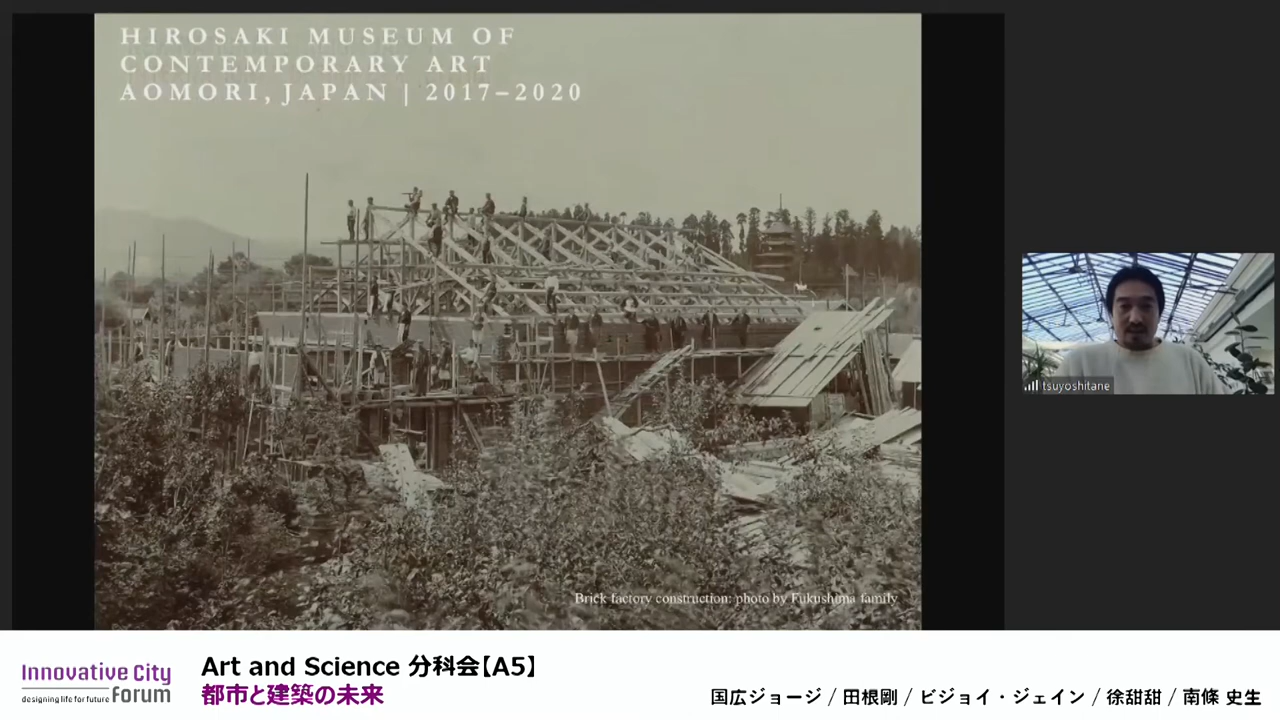 HIROSAKI MUSEUM OF
CONTEMPORARY ART
AOMORI, JAPAN | 2017–2020
tsuyoshitane
Brick factory construction: photo by Fukushima family
Innovative City
designing life for future Forum
Art and Science 分科会【A5】
都市と建築の未来
国広ジョージ / 田根剛 / ビジョイ・ジェイン / 徐甜甜 / 南條 史生